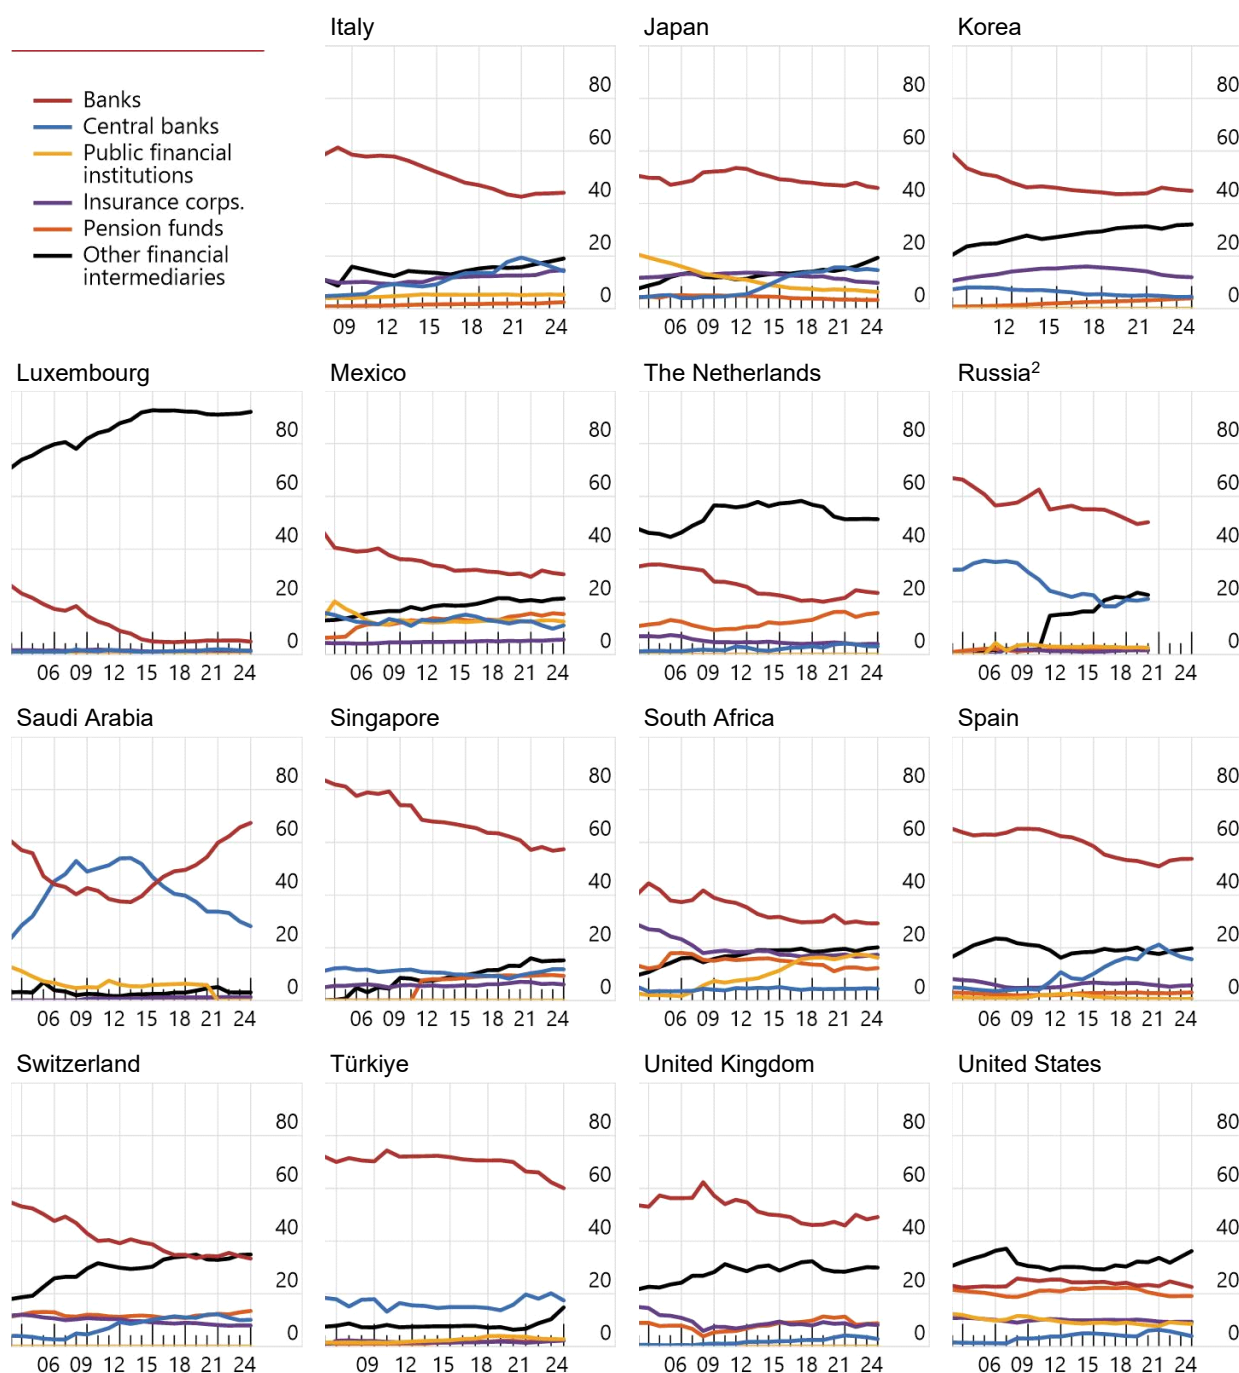 Italy
Japan
Korea
Banks
Central banks
Public financial
institutions
Insurance corps.
Pension funds
Other financial
intermediaries
80
60
40
20
0
09 12 15 18 21 24
80
60
40
20
0
06 09 12 15 18 21 24
80
60
40
20
0
12 15 18 21 24
Luxembourg
Mexico
The Netherlands
Russia²
80
60
40
20
0
06 09 12 15 18 21 24
80
60
40
20
0
06 09 12 15 18 21 24
80
60
40
20
0
06 09 12 15 18 21 24
80
60
40
20
0
06 09 12 15 18 21 24
Saudi Arabia
Singapore
South Africa
Spain
80
60
40
20
0
06 09 12 15 18 21 24
80
60
40
20
0
06 09 12 15 18 21 24
80
60
40
20
0
06 09 12 15 18 21 24
80
60
40
20
0
06 09 12 15 18 21 24
Switzerland
Türkiye
United Kingdom
United States
80
60
40
20
0
06 09 12 15 18 21 24
80
60
40
20
0
09 12 15 18 21 24
80
60
40
20
0
06 09 12 15 18 21 24
80
60
40
20
0
06 09 12 15 18 21 24